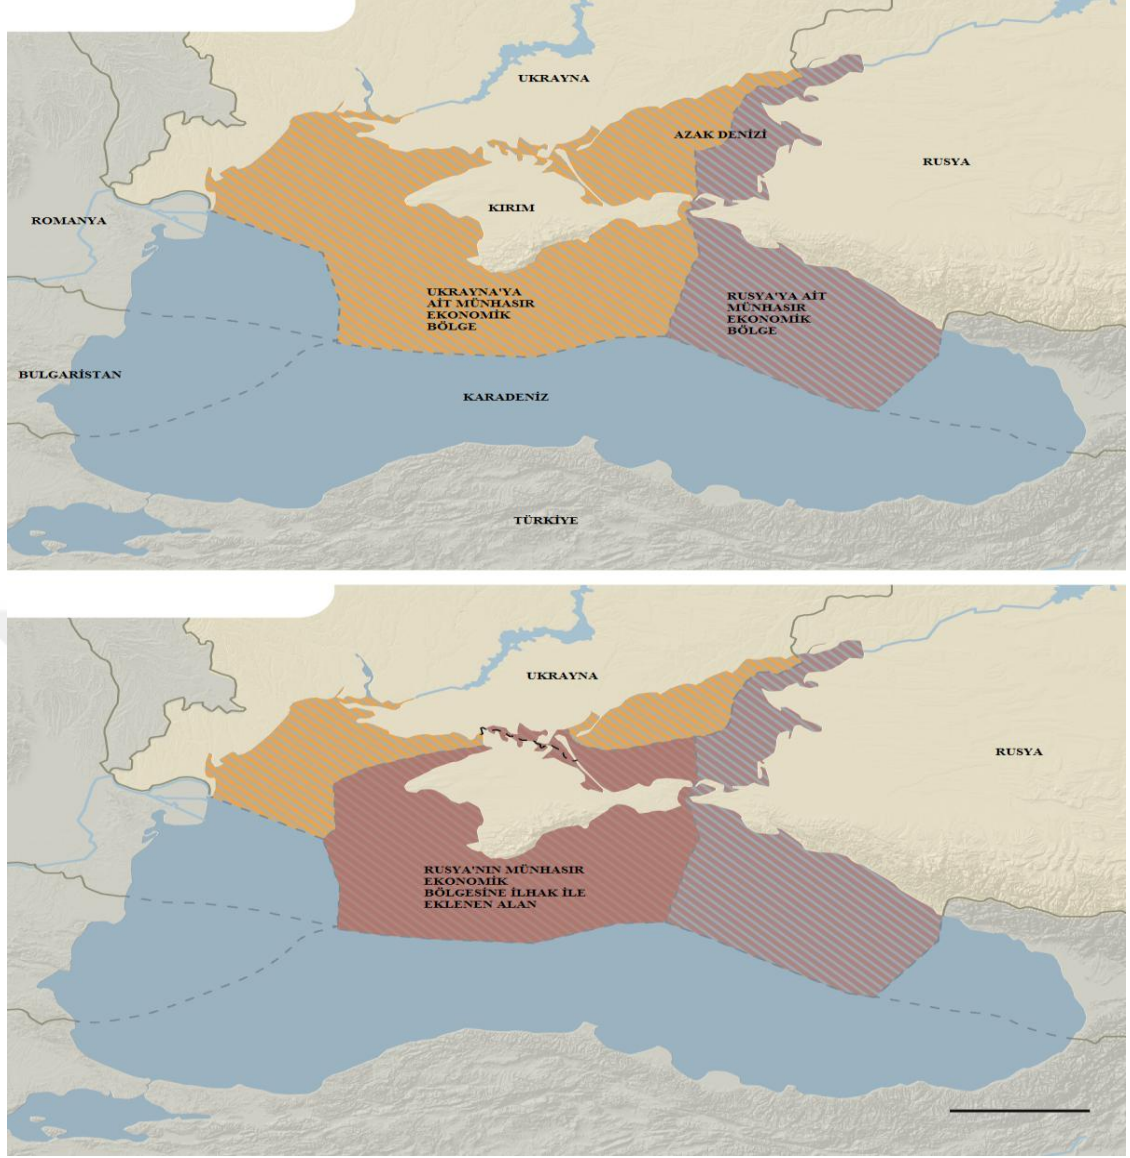 UKRAYNA
AZAK DENİZİ
RUSYA
KIRIM
ROMANYA
UKRAYNA'YA
AİT MÜNHASIR
EKONOMİK
BÖLGE
RUSYA'YA AİT
MÜNHASIR
EKONOMİK
BÖLGE
BULGARİSTAN
KARADENİZ
TÜRKİYE
UKRAYNA
RUSYA
RUSYA'NIN MÜNHASIR
EKONOMİK
BÖLGESİNE İLHAK İLE
EKLENEN ALAN